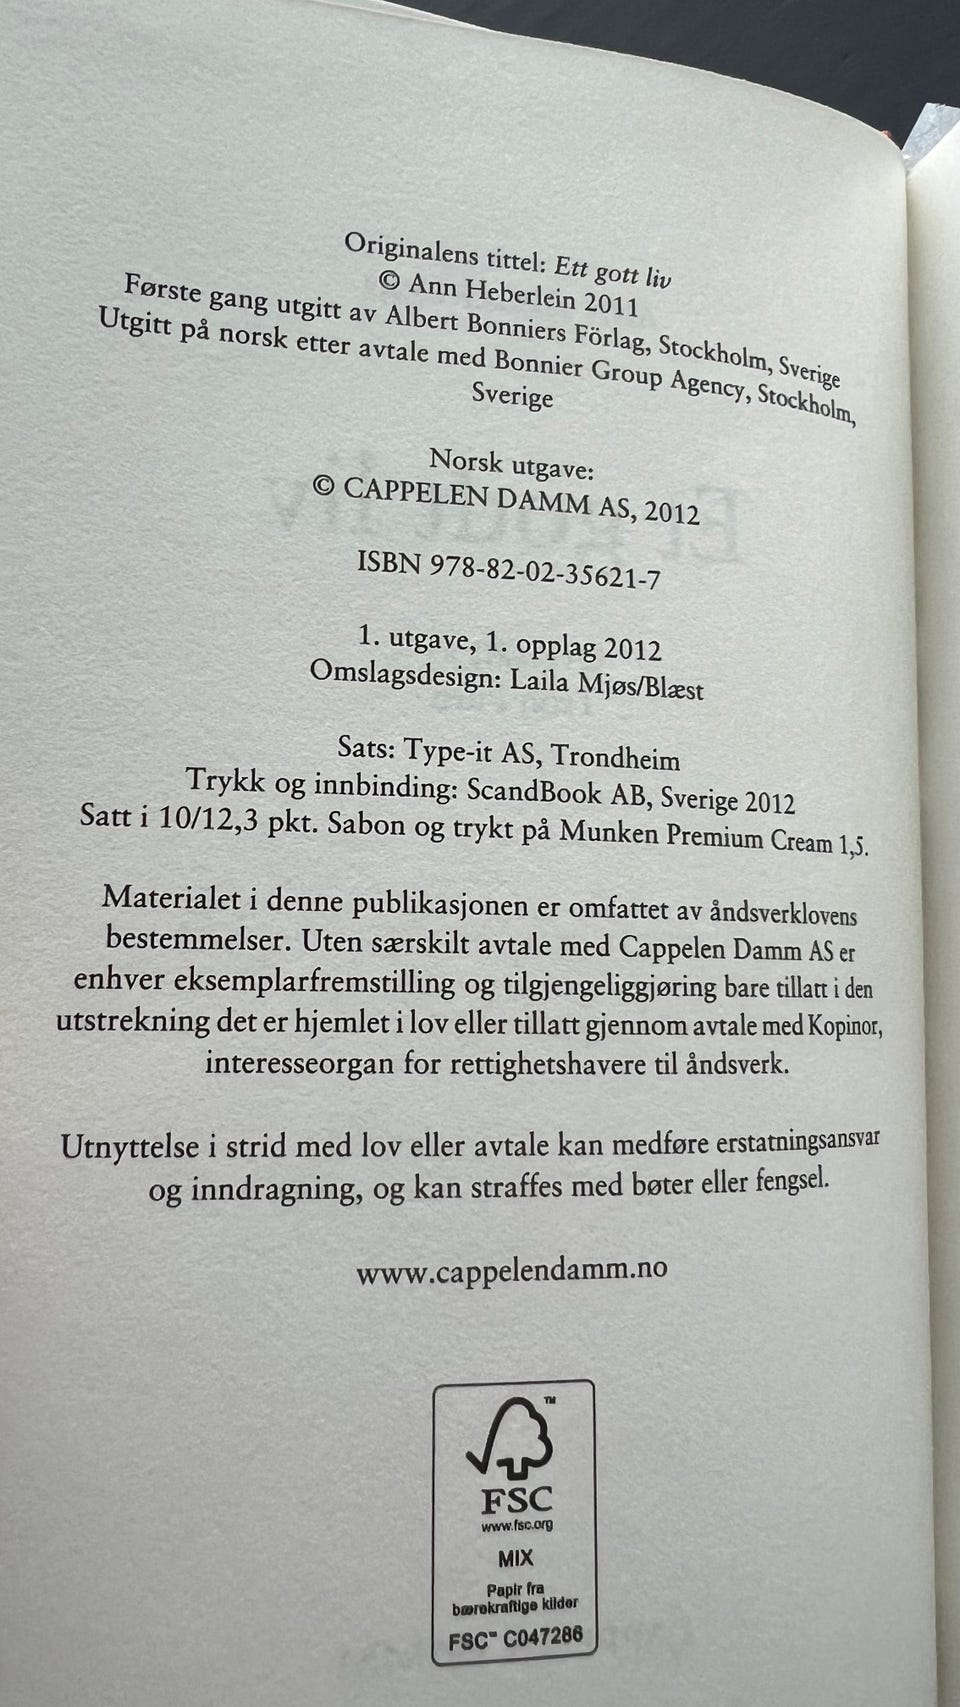 Originalens tittel: Ett gott liv
© Ann Heberlein 2011
Første gang utgitt av Albert Bonniers Förlag, Stockholm, Sverige
Utgitt på norsk etter avtale med Bonnier Group Agency, Stockholm,
Sverige
Norsk utgave:
© CAPPELEN DAMM AS, 2012
ISBN 978-82-02-35621-7
1. utgave, 1. opplag 2012
Omslagsdesign: Laila Mjøs/Blæst
Sats: Type-it AS, Trondheim
Trykk og innbinding: ScandBook AB, Sverige 2012
Satt i 10/12,3 pkt. Sabon og trykt på Munken Premium Cream 1,5.
Materialet i denne publikasjonen er omfattet av åndsverklovens
bestemmelser. Uten særskilt avtale med Cappelen Damm AS er
enhver eksemplarfremstilling og tilgjengeliggjøring bare tillatt i den
utstrekning det er hjemlet i lov eller tillatt gjennom avtale med Kopinor,
interesseorgan for rettighetshavere til åndsverk.
Utnyttelse i strid med lov eller avtale kan medføre erstatningsansvar
og inndragning, og kan straffes med bøter eller fengsel.
www.cappelendamm.no
™
FSC
www.fsc.org
MIX
Papir fra
bærekraftige kilder
FSC™ C047286